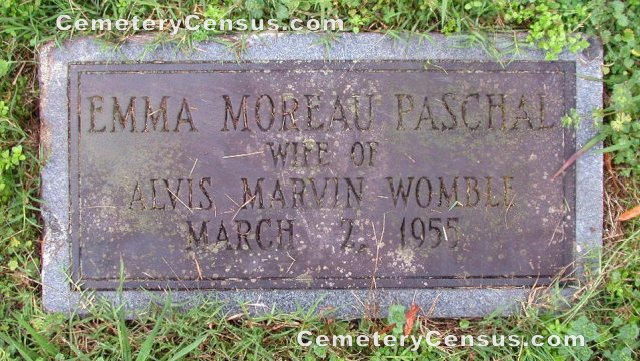 CemeteryCensus.com
EMMA MOREAU PASCHAL
WIFE OF
ALVIS MARVIN WOMBLE
MARCH 2, 1955
CemeteryCensus.com